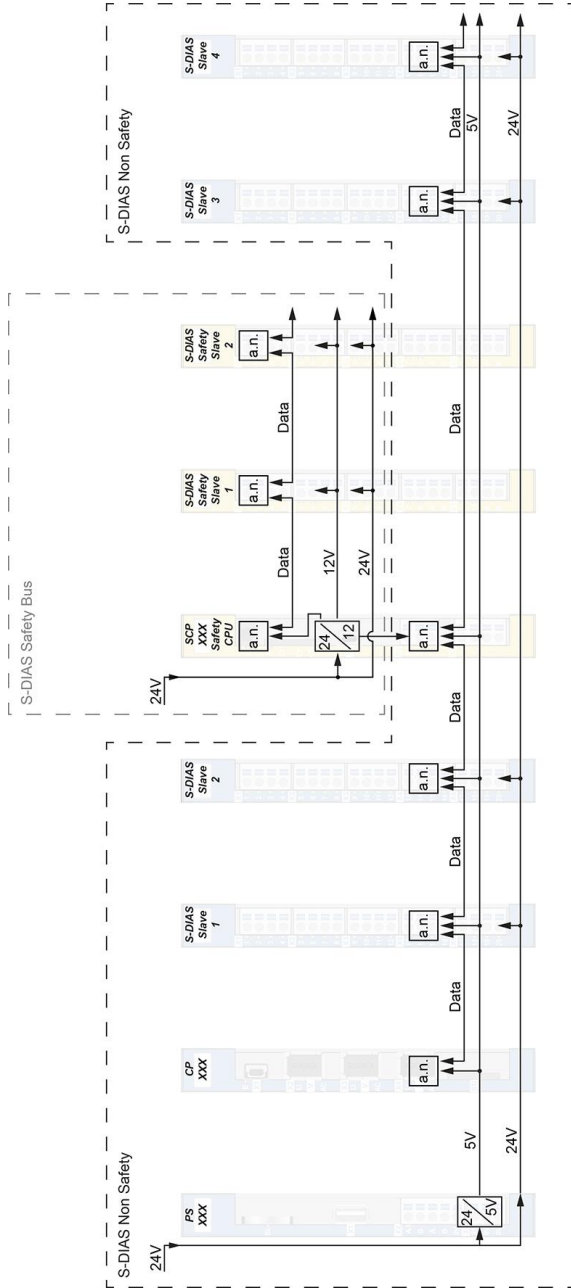 S-DIAS Safety Bus
S-DIAS Non Safety
S-DIAS Non Safety
24V
24V
PS
XXX
CP
XXX
S-DIAS
Slave
1
S-DIAS
Slave
2
SCP
XXX
Safety
CPU
S-DIAS
Safety
Slave
1
S-DIAS
Safety
Slave
2
S-DIAS
Slave
3
S-DIAS
Slave
4
a.n.
a.n.
a.n.
Data
Data
24
12
12V
24V
a.n.
a.n.
a.n.
a.n.
a.n.
a.n.
Data
Data
Data
Data
Data
24
5V
5V
5V
24V
24V